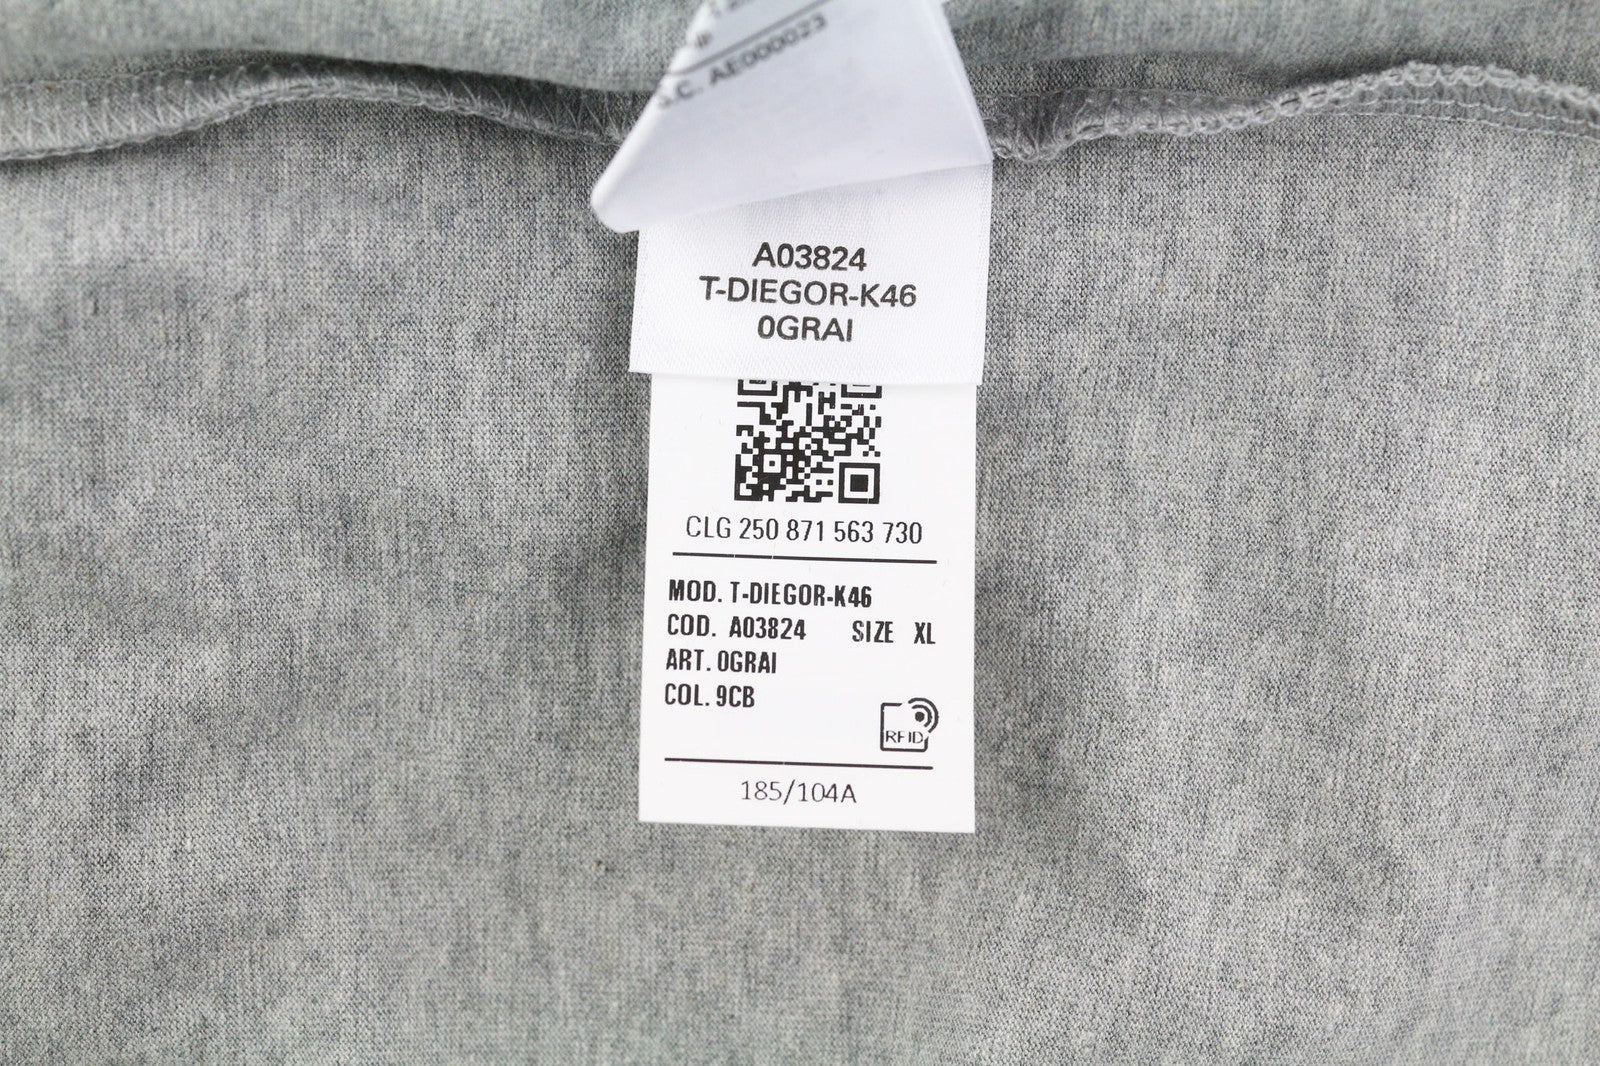 S.C. AE000023
A03824
T-DIEGOR-K46
0GRAI
CLG 250 871 563 730
MOD. T-DIEGOR-K46
COD. A03824 SIZE XL
ART. 0GRAI
COL. 9CB
RFID
185/104A